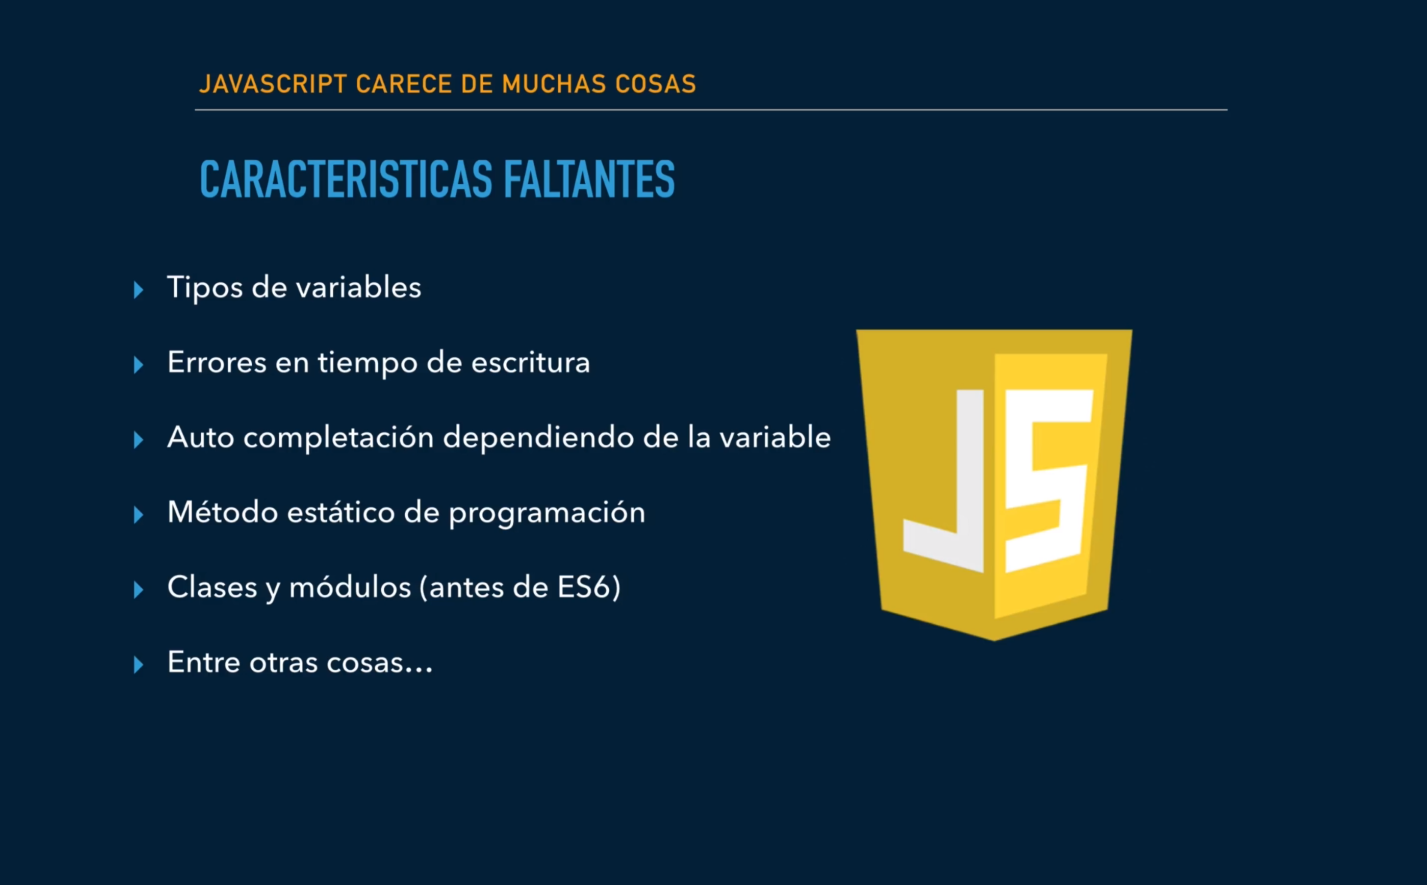 JAVASCRIPT CARECE DE MUCHAS COSAS
CARACTERISTICAS FALTANTES
Tipos de variables
Errores en tiempo de escritura
Auto completación dependiendo de la variable
Método estático de programación
Clases y módulos (antes de ES6)
Entre otras cosas...
JS